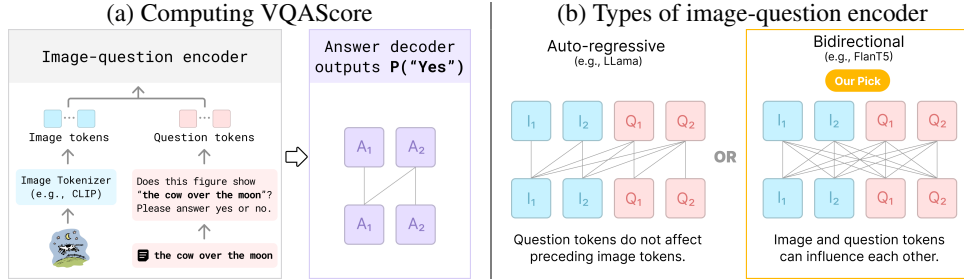 (a) Computing VQAScore
Image-question encoder
Image tokens
Question tokens
Image Tokenizer
(e.g., CLIP)
Does this figure show
"the cow over the moon"?
Please answer yes or no.
the cow over the moon
Answer decoder
outputs P("Yes")
A₁ A₂
A₁ A₂
(b) Types of image-question encoder
Auto-regressive
(e.g., LLama)
I₁ I₂ Q₁ Q₂
I₁ I₂ Q₁ Q₂
Question tokens do not affect
preceding image tokens.
OR
Bidirectional
(e.g., FlanT5)
Our Pick
I₁ I₂ Q₁ Q₂
I₁ I₂ Q₁ Q₂
Image and question tokens
can influence each other.